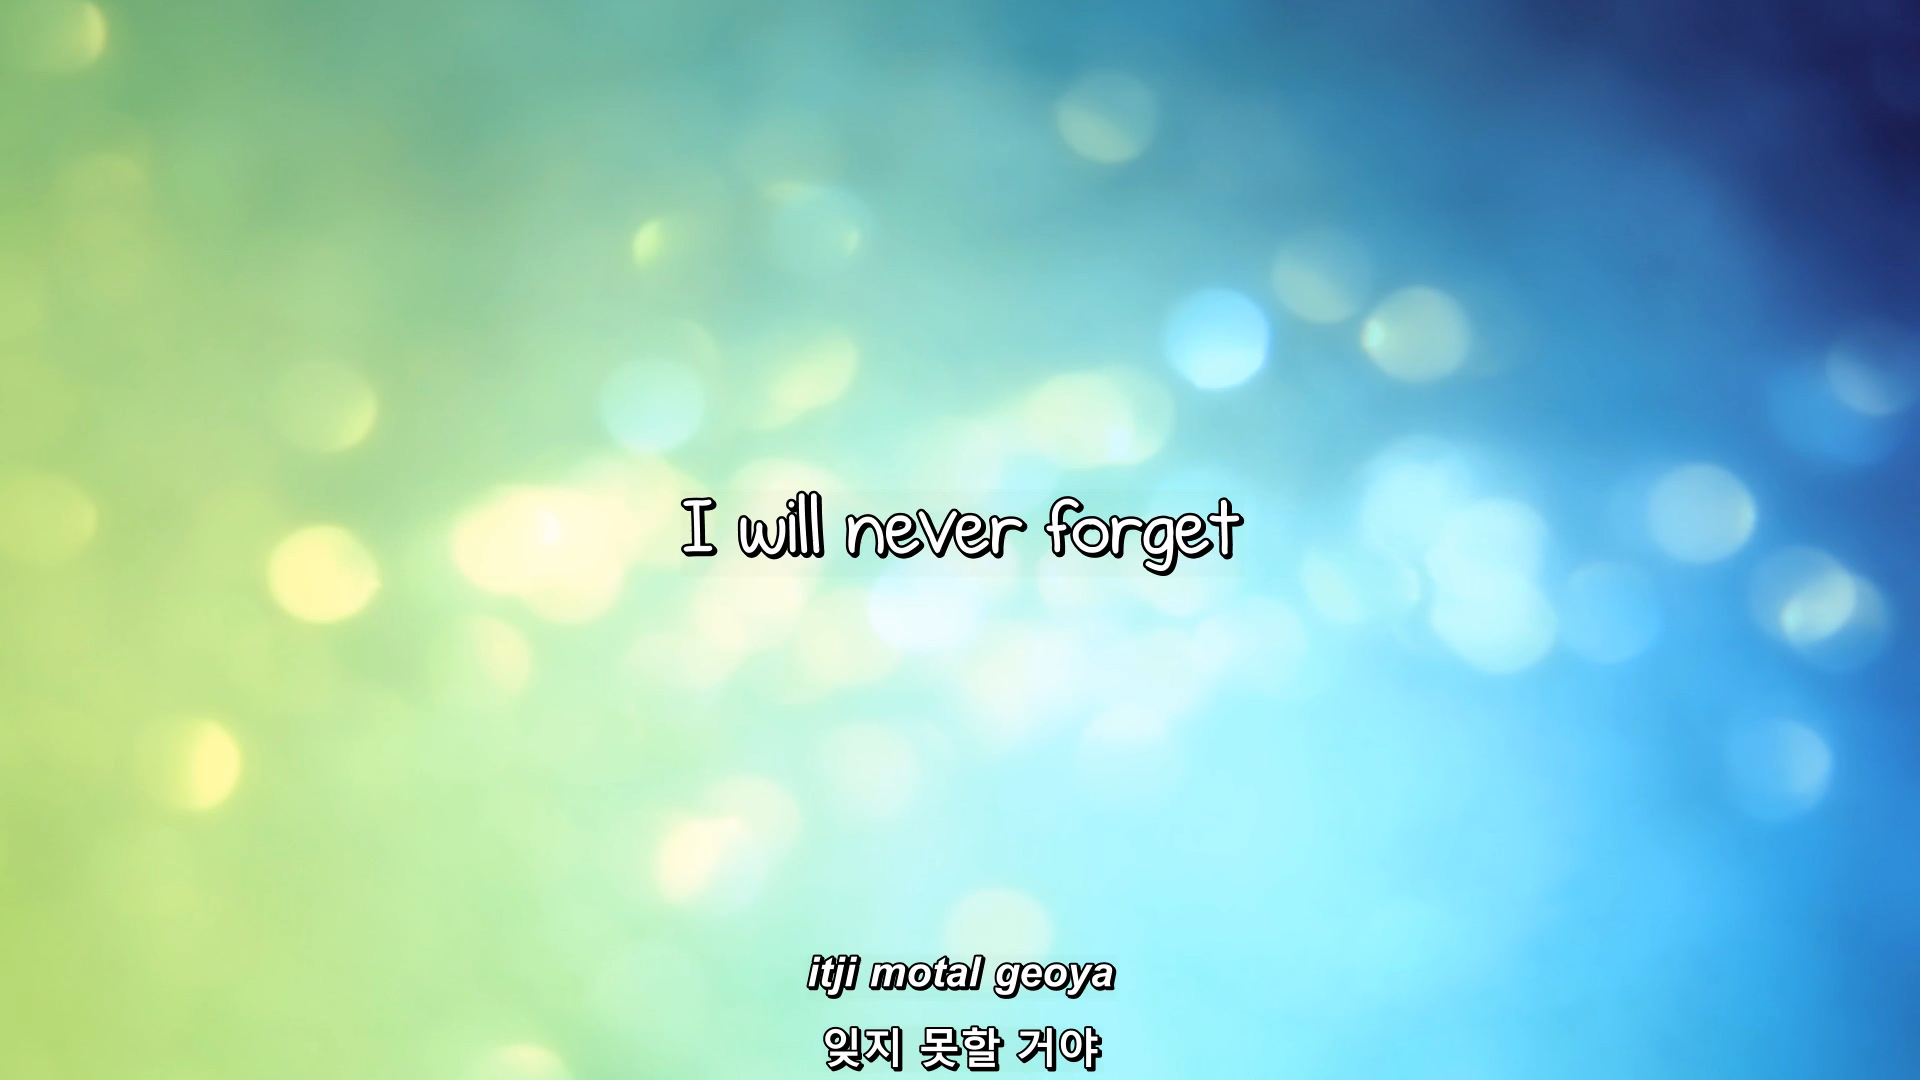 I will never forget
itji motal geoya
잊지 못할 거야